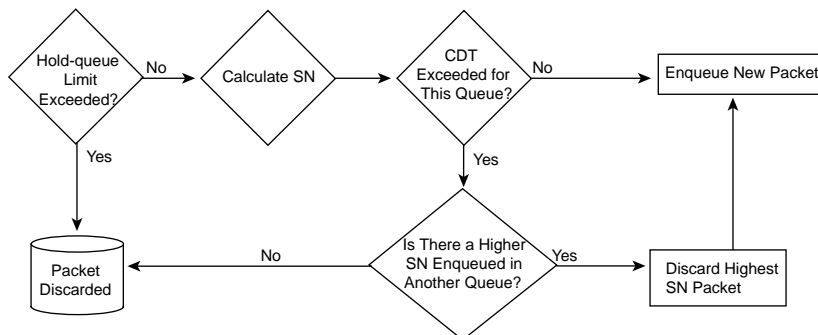 Hold-queue
Limit
Exceeded?
No
Calculate SN
CDT
Exceeded for
This Queue?
No
Enqueue New Packet
Yes
Yes
Packet
Discarded
No
Is There a Higher
SN Enqueued in
Another Queue?
Yes
Discard Highest
SN Packet